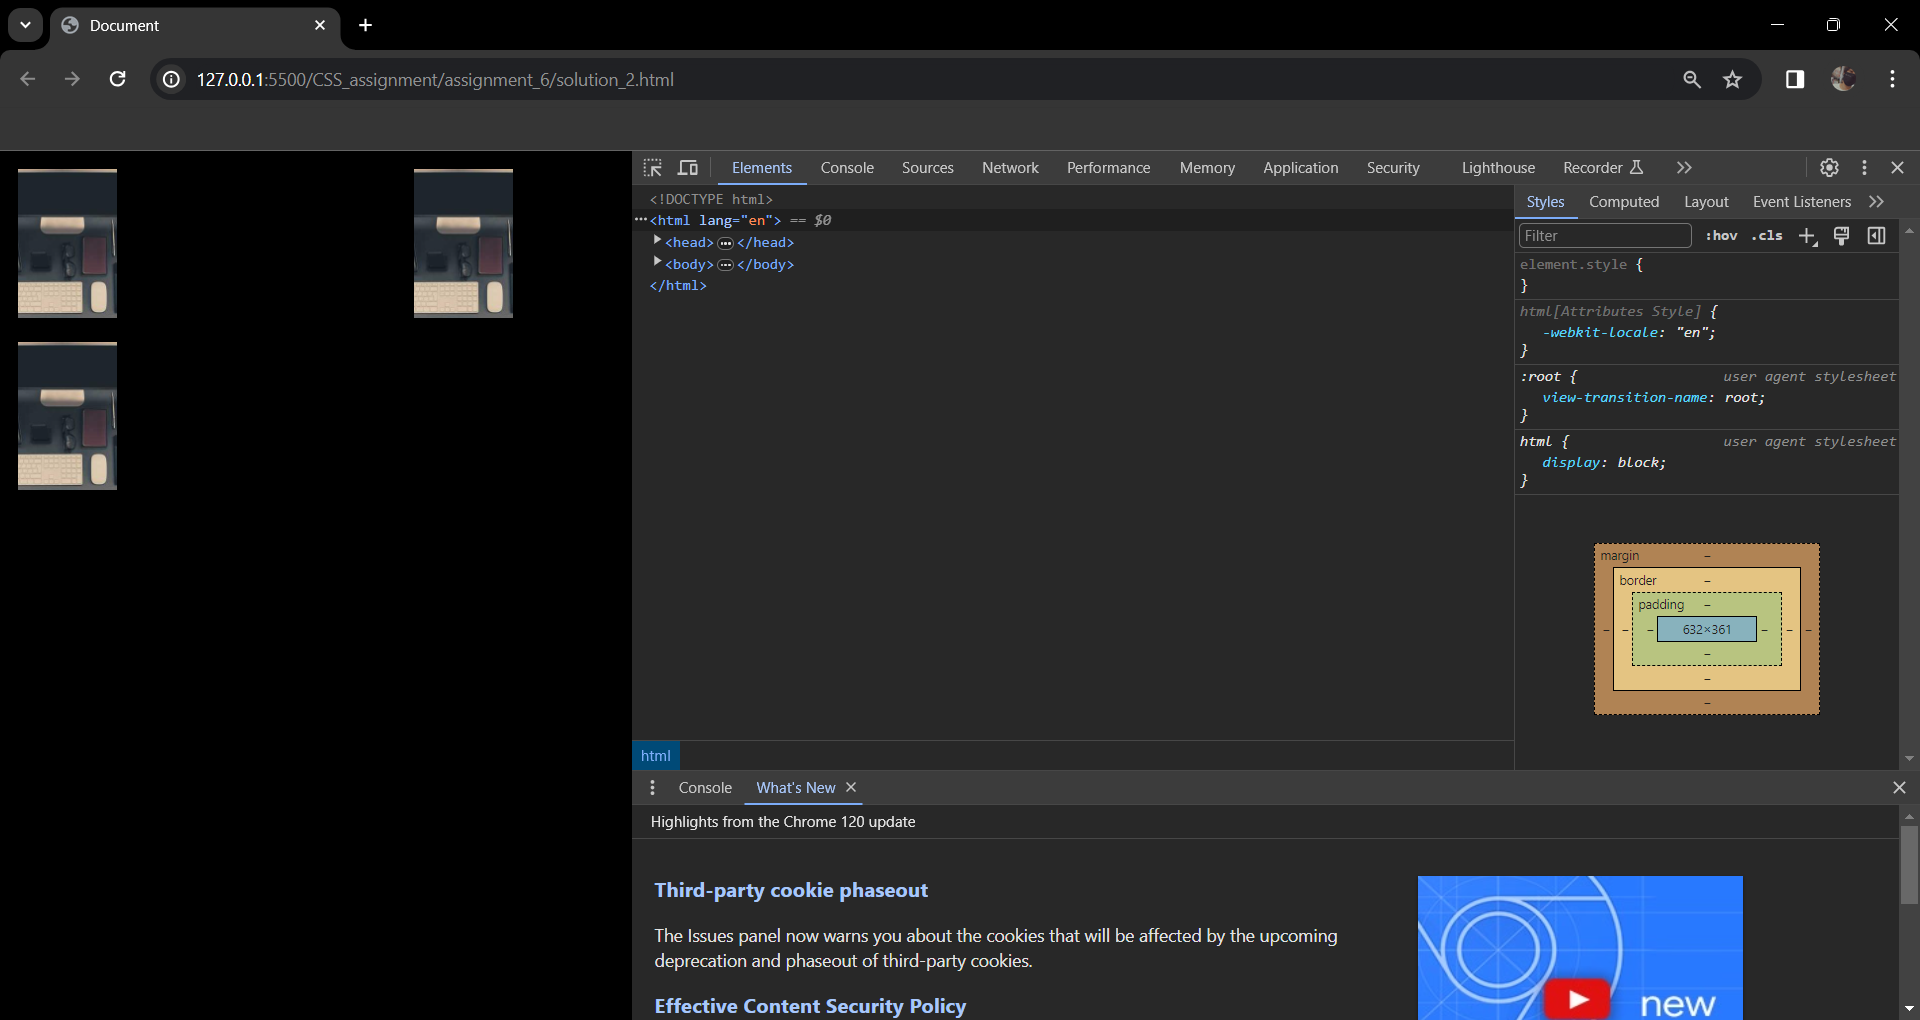 Document
127.0.0.1:5500/CSS_assignment/assignment_6/solution_2.html
Elements Console Sources Network Performance Memory Application Security Lighthouse Recorder
<!DOCTYPE html>
<html lang="en"> == $0
<head> </head>
<body> </body>
</html>
html
Styles Computed Layout Event Listeners
Filter :hov .cls
element.style {
}
html[Attributes Style] {
-webkit-locale: "en";
}
:root { user agent stylesheet
view-transition-name: root;
}
html { user agent stylesheet
display: block;
}
margin
border
padding
632×361
Console What's New
Highlights from the Chrome 120 update
Third-party cookie phaseout
The Issues panel now warns you about the cookies that will be affected by the upcoming
deprecation and phaseout of third-party cookies.
Effective Content Security Policy
new